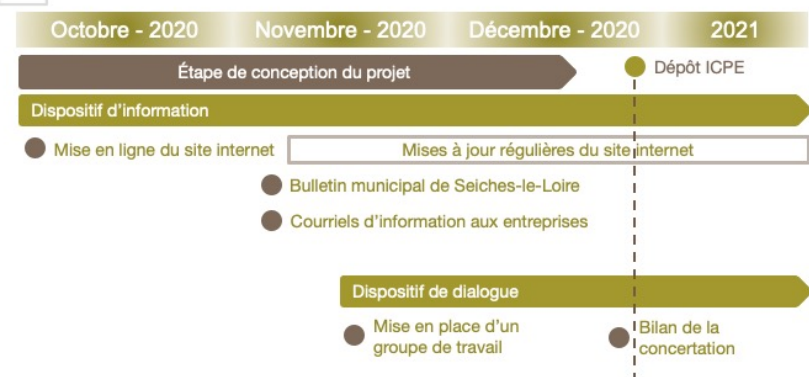 Octobre - 2020 Novembre - 2020 Décembre - 2020 2021
Étape de conception du projet
Dépôt ICPE
Dispositif d'information
Mise en ligne du site internet
Mises à jour régulières du site internet
Bulletin municipal de Seiches-le-Loire
Courriels d'information aux entreprises
Dispositif de dialogue
Mise en place d'un
groupe de travail
Bilan de la
concertation